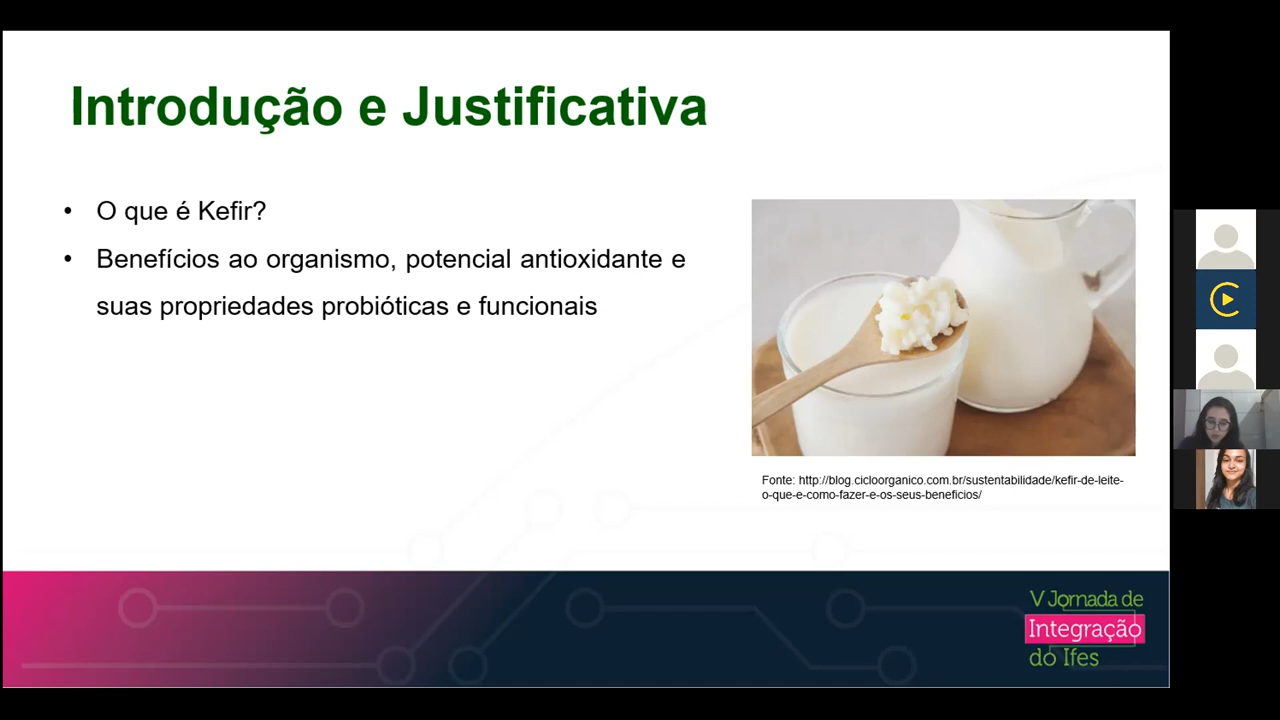 Introdução e Justificativa
• O que é Kefir?
• Benefícios ao organismo, potencial antioxidante e
suas propriedades probióticas e funcionais
Fonte: http://blog.cicloorganico.com.br/sustentabilidade/kefir-de-leite-
o-que-e-como-fazer-e-os-seus-beneficios/
V Jornada de
Integração
do Ifes